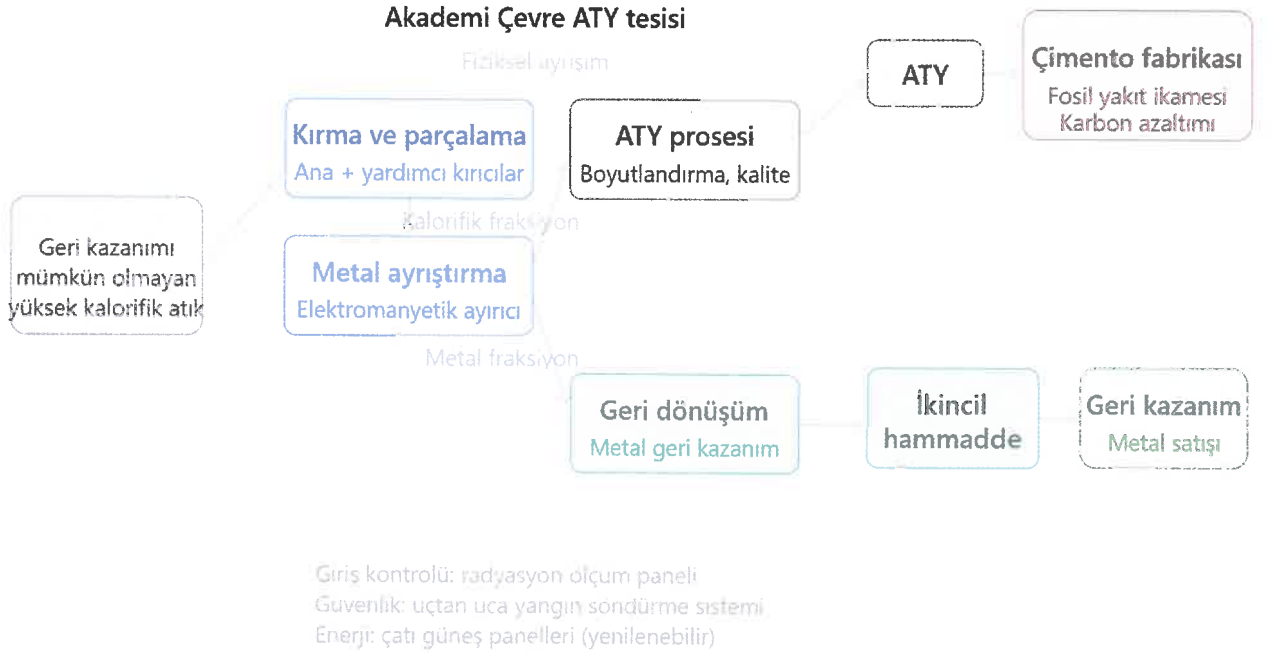 Akademi Çevre ATY tesisi
Fiziksel ayrışım
Geri kazanımı
mümkün olmayan
yüksek kalorifik atık
Kırma ve parçalama
Ana + yardımcı kırıcılar
Kalorifik fraksiyon
Metal ayrıştırma
Elektromanyetik ayırıcı
Metal fraksiyon
ATY prosesi
Boyutlandırma, kalite
ATY
Çimento fabrikası
Fosil yakıt ikamesi
Karbon azaltımı
Geri dönüşüm
Metal geri kazanım
İkincil
hammadde
Geri kazanım
Metal satışı
Giriş kontrolü: radyasyon ölçüm paneli
Güvenlik: uçtan uca yangın söndürme sistemi
Enerji: çatı güneş panelleri (yenilenebilir)